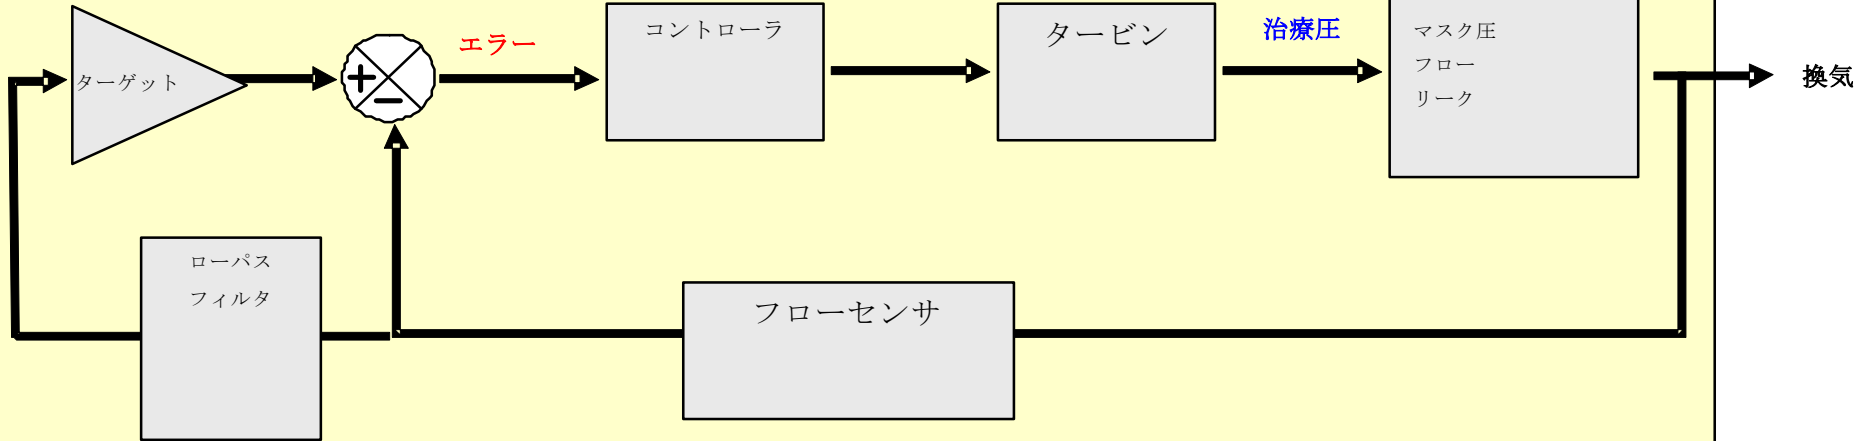 ターゲット
エラー
コントローラ
タービン
治療圧
マスク圧
フロー
リーク
換気
ローパス
フィルタ
フローセンサ